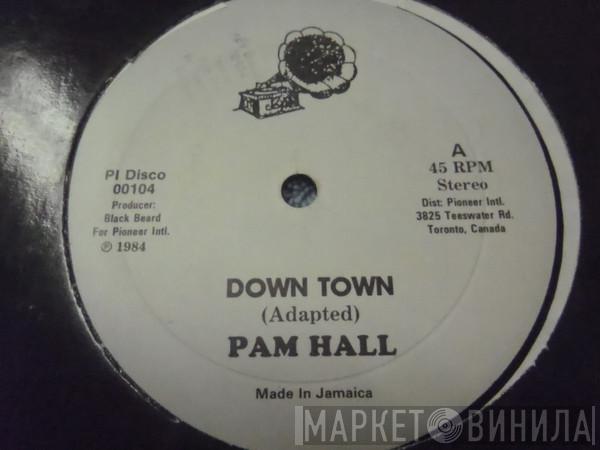 PI Disco
00104
Producer:
Black Beard
For Pioneer Intl.
℗ 1984
A
45 RPM
Stereo
Dist: Pioneer Intl.
3825 Teeswater Rd.
Toronto, Canada
DOWN TOWN
(Adapted)
PAM HALL
Made In Jamaica
МАРКЕТ ВИНИЛА